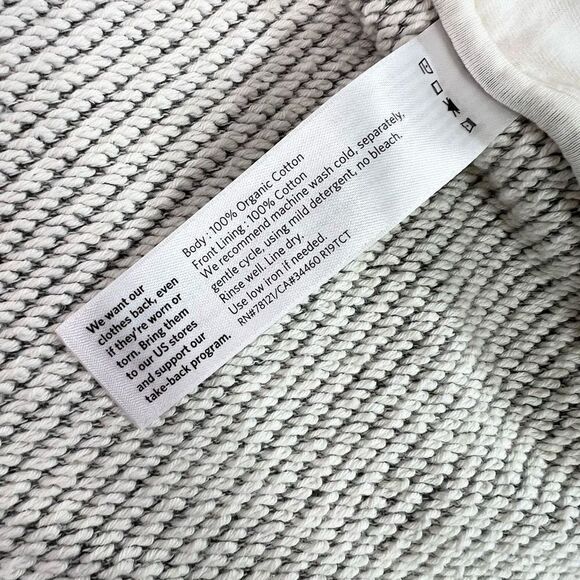 Body : 100% Organic Cotton
Front Lining : 100% Cotton
We recommend machine wash cold, separately,
gentle cycle, using mild detergent, no bleach.
Rinse well. Line dry.
Use low iron if needed.
RN#78121/CA#34460 R19TCT
We want our
clothes back, even
if they're worn or
torn. Bring them
to our US stores
and support our
take-back program.